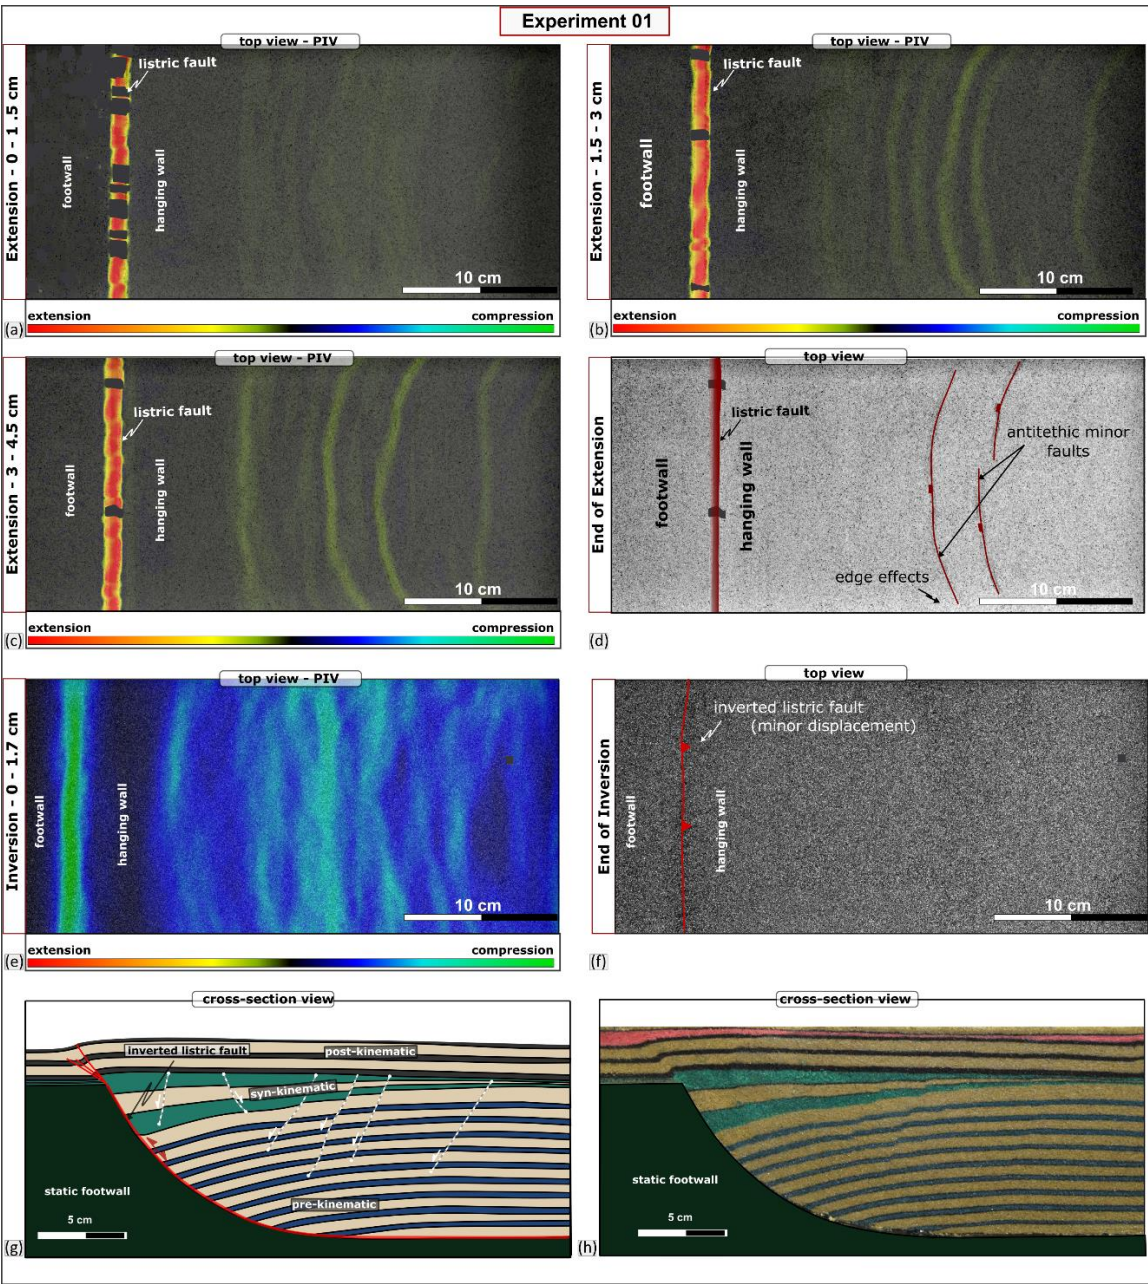 Experiment 01
Extension - 0 - 1 .5 cm
top view - PIV
listric fault
footwall
hanging wall
10 cm
extension
compression
(a)
Extension - 1.5 - 3 cm
top view - PIV
listric fault
footwall
hanging wall
10 cm
extension
compression
(b)
Extension - 3 - 4.5 cm
top view - PIV
listric fault
footwall
hanging wall
10 cm
extension
compression
(c)
End of Extension
top view
listric fault
footwall
hanging wall
antitethic minor
faults
edge effects
10 cm
(d)
Inversion - 0 - 1.7 cm
top view - PIV
footwall
hanging wall
10 cm
extension
compression
(e)
End of Inversion
top view
inverted listric fault
(minor displacement)
footwall
hanging wall
10 cm
(f)
cross-section view
inverted listric fault
post-kinematic
syn-kinematic
static footwall
pre-kinematic
5 cm
(g)
cross-section view
static footwall
5 cm
(h)